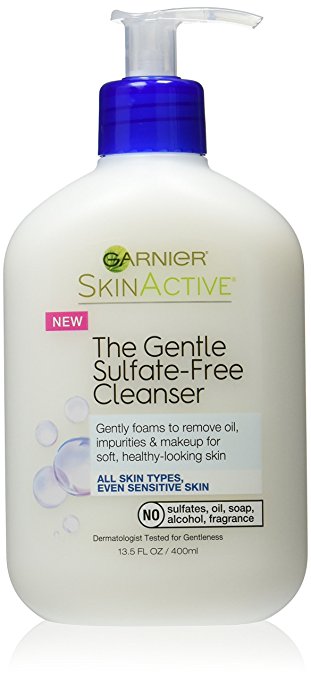 GARNIER
SKINACTIVE
NEW
The Gentle
Sulfate-Free
Cleanser
Gently foams to remove oil,
impurities & makeup for
soft, healthy-looking skin
ALL SKIN TYPES,
EVEN SENSITIVE SKIN
NO sulfates, oil, soap,
alcohol, fragrance
Dermatologist Tested for Gentleness
13.5 FL OZ / 400ml